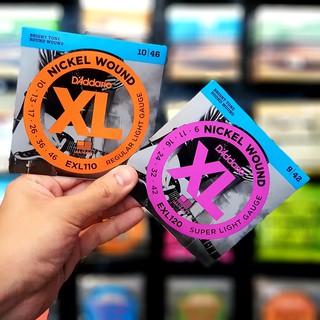 BRIGHT TONE
ROUND WOUND
10|46
NICKEL WOUND
D'Addario
XL
10 - 13 - 17 - 26 - 36 - 46
EXL110
REGULAR LIGHT GAUGE
BRIGHT TONE
ROUND WOUND
9|42
NICKEL WOUND
D'Addario
XL
9 - 11 - 16 - 24 - 32 - 42
EXL120
SUPER LIGHT GAUGE